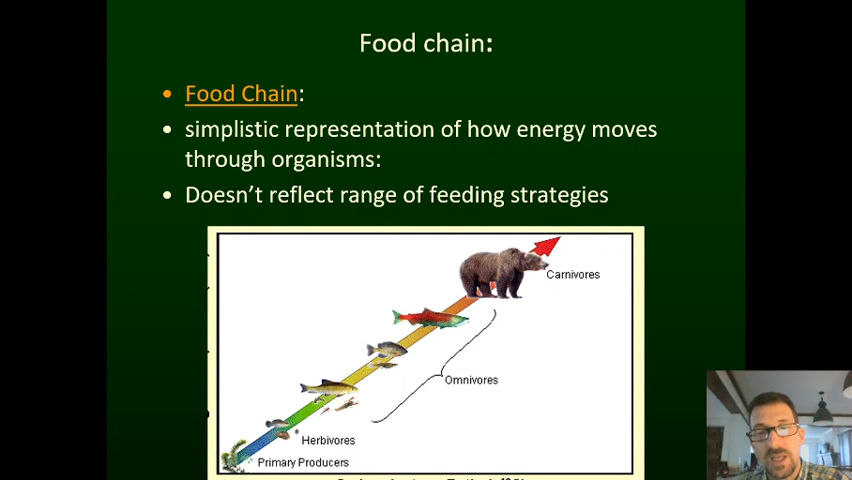 Food chain:
• Food Chain:
• simplistic representation of how energy moves
through organisms:
• Doesn't reflect range of feeding strategies
Carnivores
Omnivores
Herbivores
Primary Producers